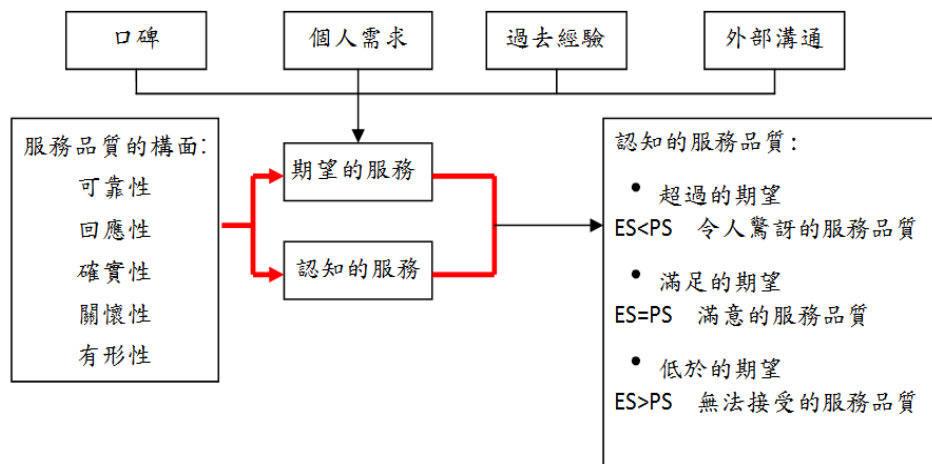 口碑
個人需求
過去經驗
外部溝通
服務品質的構面:
可靠性
回應性
確實性
關懷性
有形性
期望的服務
認知的服務
認知的服務品質:
• 超過的期望
ES<PS 令人驚訝的服務品質
• 滿足的期望
ES=PS 滿意的服務品質
• 低於的期望
ES>PS 無法接受的服務品質